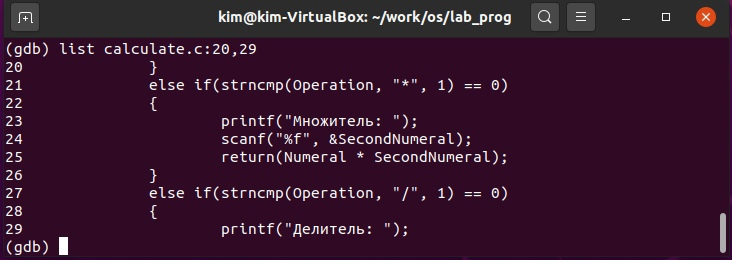 kim@kim-VirtualBox: ~/work/os/lab_prog
(gdb) list calculate.c:20,29
20 }
21 else if(strncmp(Operation, "*", 1) == 0)
22 {
23 printf("Множитель: ");
24 scanf("%f", &SecondNumeral);
25 return(Numeral * SecondNumeral);
26 }
27 else if(strncmp(Operation, "/", 1) == 0)
28 {
29 printf("Делитель: ");
(gdb)